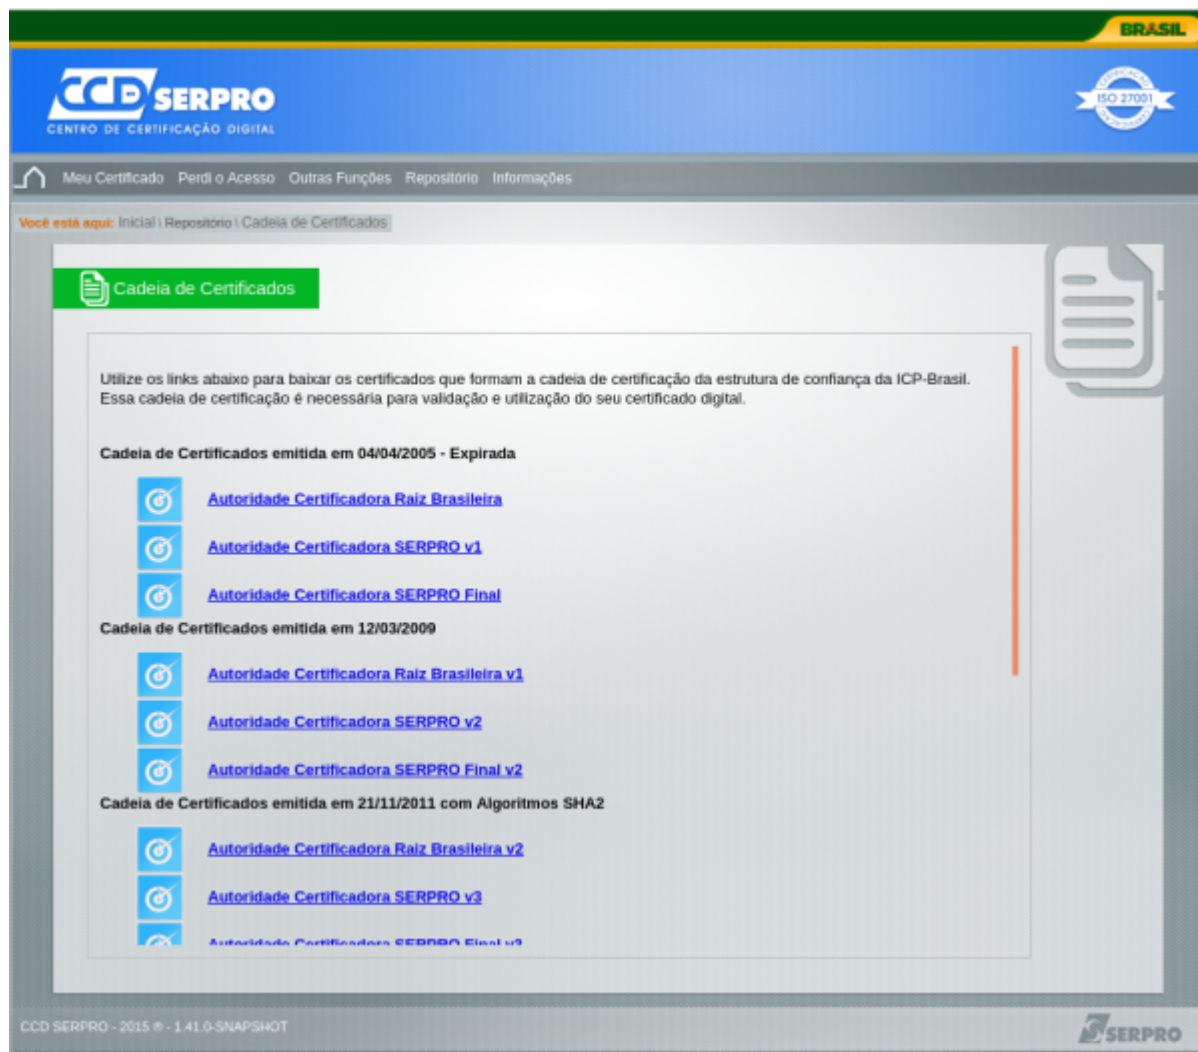 BRASIL
CCD SERPRO
CENTRO DE CERTIFICAÇÃO DIGITAL
CERTIFICAÇÃO
ISO 27001
Meu Certificado Perdi o Acesso Outras Funções Repositório Informações
Você está aqui: Inicial \ Repositório \ Cadeia de Certificados
Cadeia de Certificados
Utilize os links abaixo para baixar os certificados que formam a cadeia de certificação da estrutura de confiança da ICP-Brasil.
Essa cadeia de certificação é necessária para validação e utilização do seu certificado digital.
Cadeia de Certificados emitida em 04/04/2005 - Expirada
Autoridade Certificadora Raiz Brasileira
Autoridade Certificadora SERPRO v1
Autoridade Certificadora SERPRO Final
Cadeia de Certificados emitida em 12/03/2009
Autoridade Certificadora Raiz Brasileira v1
Autoridade Certificadora SERPRO v2
Autoridade Certificadora SERPRO Final v2
Cadeia de Certificados emitida em 21/11/2011 com Algoritmos SHA2
Autoridade Certificadora Raiz Brasileira v2
Autoridade Certificadora SERPRO v3
Autoridade Certificadora SERPRO Final v3
CCD SERPRO - 2015 ® - 1.41.0-SNAPSHOT
SERPRO